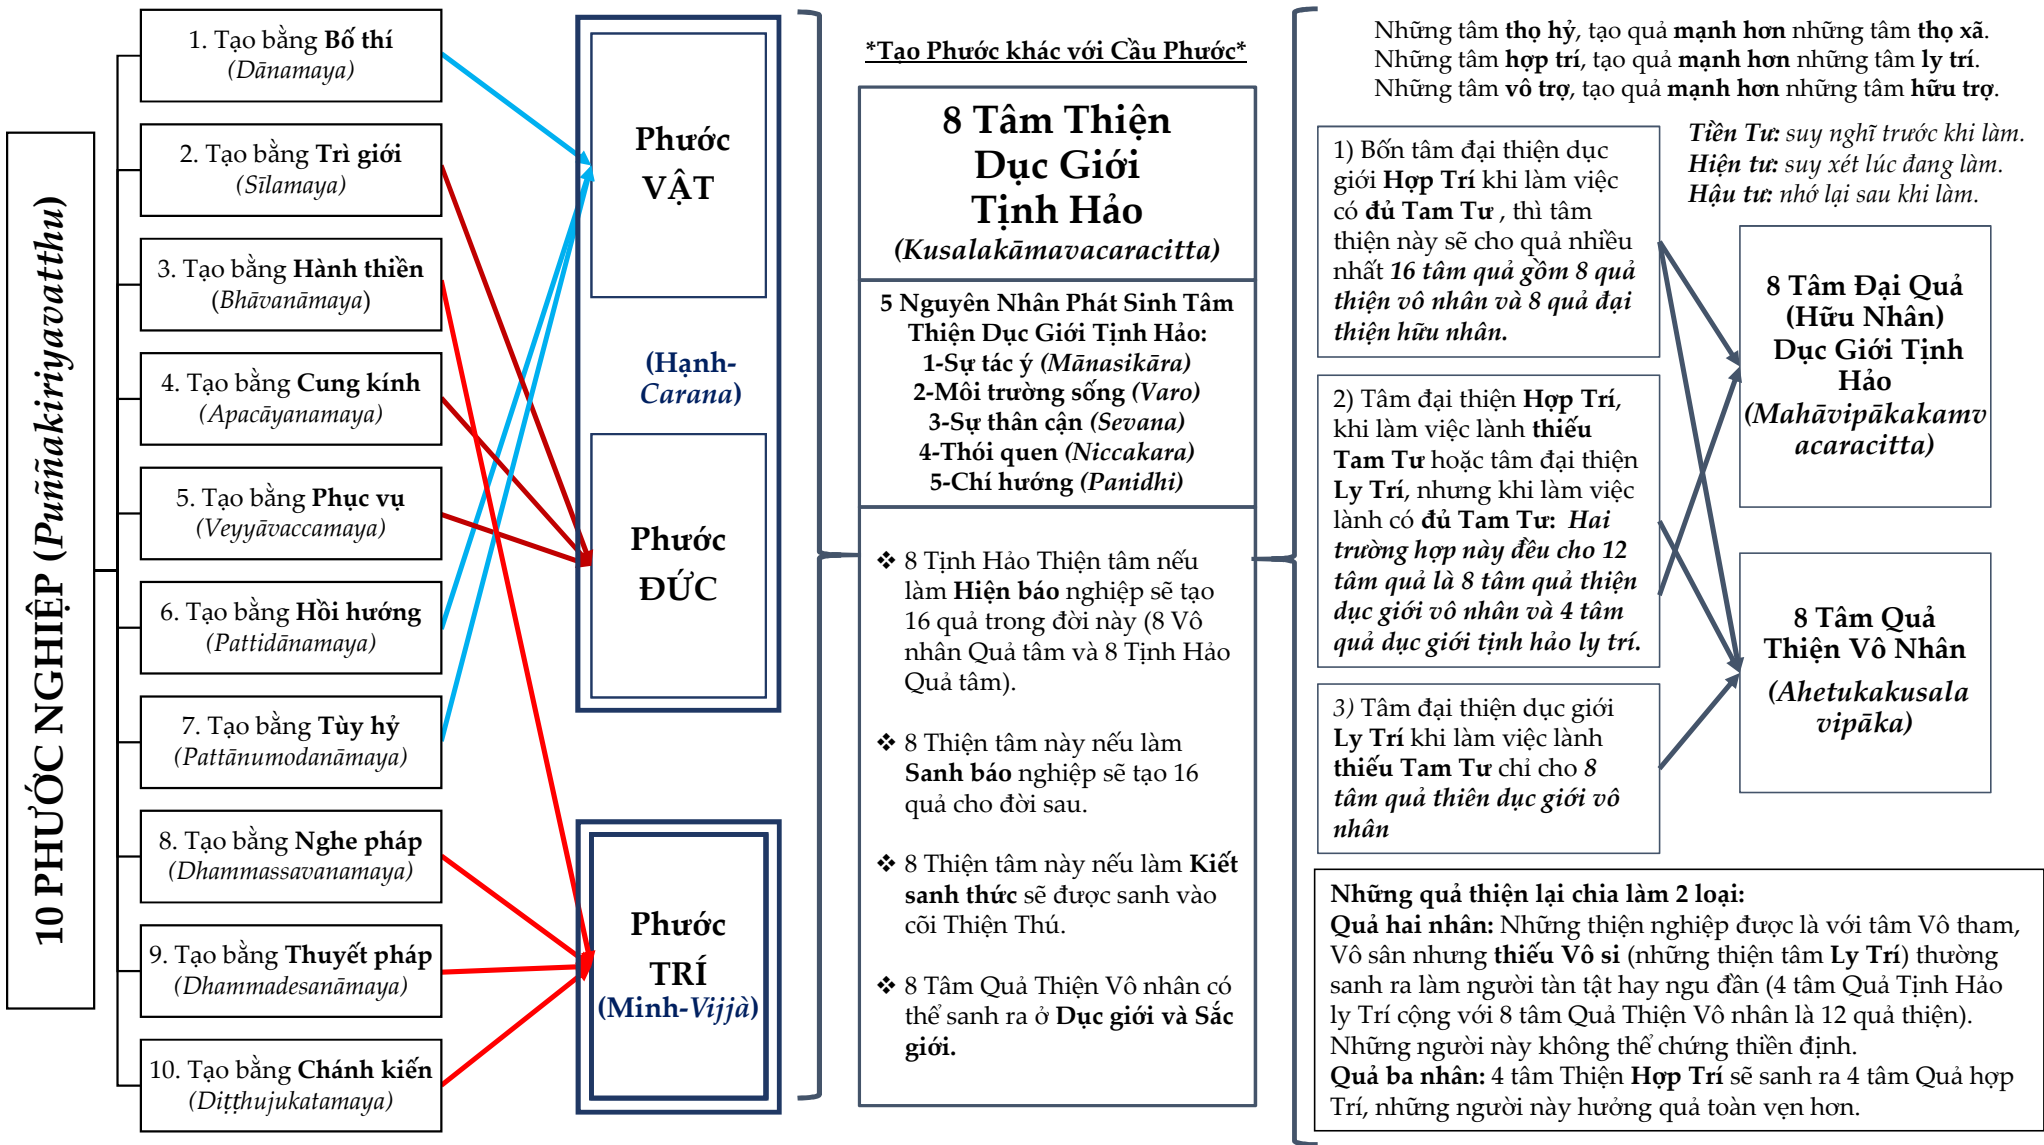 10 PHƯỚC NGHIỆP (Puññakiriyavatthu)
1. Tạo bằng Bố thí
(Dānamaya)
2. Tạo bằng Trì giới
(Sīlamaya)
3. Tạo bằng Hành thiền
(Bhāvanāmaya)
4. Tạo bằng Cung kính
(Apacāyanamaya)
5. Tạo bằng Phục vụ
(Veyyāvaccamaya)
6. Tạo bằng Hồi hướng
(Pattidānamaya)
7. Tạo bằng Tùy hỷ
(Pattānumodanāmaya)
8. Tạo bằng Nghe pháp
(Dhammassavanamaya)
9. Tạo bằng Thuyết pháp
(Dhammadesanāmaya)
10. Tạo bằng Chánh kiến
(Diṭṭhujukatamaya)
Phước
VẬT
(Hạnh-
Carana)
Phước
ĐỨC
Phước
TRÍ
(Minh-Vijjà)
*Tạo Phước khác với Cầu Phước*
8 Tâm Thiện
Dục Giới
Tịnh Hảo
(Kusalakāmavacaracitta)
5 Nguyên Nhân Phát Sinh Tâm
Thiện Dục Giới Tịnh Hảo:
1-Sự tác ý (Mānasikāra)
2-Môi trường sống (Varo)
3-Sự thân cận (Sevana)
4-Thói quen (Niccakara)
5-Chí hướng (Panidhi)
❖ 8 Tịnh Hảo Thiện tâm nếu
làm Hiện báo nghiệp sẽ tạo
16 quả trong đời này (8 Vô
nhân Quả tâm và 8 Tịnh Hảo
Quả tâm).
❖ 8 Thiện tâm này nếu làm
Sanh báo nghiệp sẽ tạo 16
quả cho đời sau.
❖ 8 Thiện tâm này nếu làm Kiết
sanh thức sẽ được sanh vào
cõi Thiện Thú.
❖ 8 Tâm Quả Thiện Vô nhân có
thể sanh ra ở Dục giới và Sắc
giới.
Những tâm thọ hỷ, tạo quả mạnh hơn những tâm thọ xã.
Những tâm hợp trí, tạo quả mạnh hơn những tâm ly trí.
Những tâm vô trợ, tạo quả mạnh hơn những tâm hữu trợ.
Tiền Tư: suy nghĩ trước khi làm.
Hiện tư: suy xét lúc đang làm.
Hậu tư: nhớ lại sau khi làm.
1) Bốn tâm đại thiện dục
giới Hợp Trí khi làm việc
có đủ Tam Tư , thì tâm
thiện này sẽ cho quả nhiều
nhất 16 tâm quả gồm 8 quả
thiện vô nhân và 8 quả đại
thiện hữu nhân.
2) Tâm đại thiện Hợp Trí,
khi làm việc lành thiếu
Tam Tư hoặc tâm đại thiện
Ly Trí, nhưng khi làm việc
lành có đủ Tam Tư: Hai
trường hợp này đều cho 12
tâm quả là 8 tâm quả thiện
dục giới vô nhân và 4 tâm
quả dục giới tịnh hảo ly trí.
3) Tâm đại thiện dục giới
Ly Trí khi làm việc lành
thiếu Tam Tư chỉ cho 8
tâm quả thiên dục giới vô
nhân
8 Tâm Đại Quả
(Hữu Nhân)
Dục Giới Tịnh
Hảo
(Mahāvipākakamv
acaracitta)
8 Tâm Quả
Thiện Vô Nhân
(Ahetukakusala
vipāka)
Những quả thiện lại chia làm 2 loại:
Quả hai nhân: Những thiện nghiệp được là với tâm Vô tham,
Vô sân nhưng thiếu Vô si (những thiện tâm Ly Trí) thường
sanh ra làm người tàn tật hay ngu đần (4 tâm Quả Tịnh Hảo
ly Trí cộng với 8 tâm Quả Thiện Vô nhân là 12 quả thiện).
Những người này không thể chứng thiền định.
Quả ba nhân: 4 tâm Thiện Hợp Trí sẽ sanh ra 4 tâm Quả hợp
Trí, những người này hưởng quả toàn vẹn hơn.